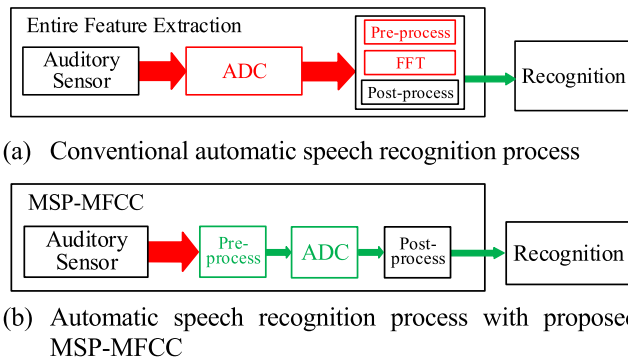 Entire Feature Extraction
Auditory
Sensor
ADC
Pre-process
FFT
Post-process
Recognition
(a) Conventional automatic speech recognition process
MSP-MFCC
Auditory
Sensor
Pre-
process
ADC
Post-
process
Recognition
(b) Automatic speech recognition process with proposed
MSP-MFCC